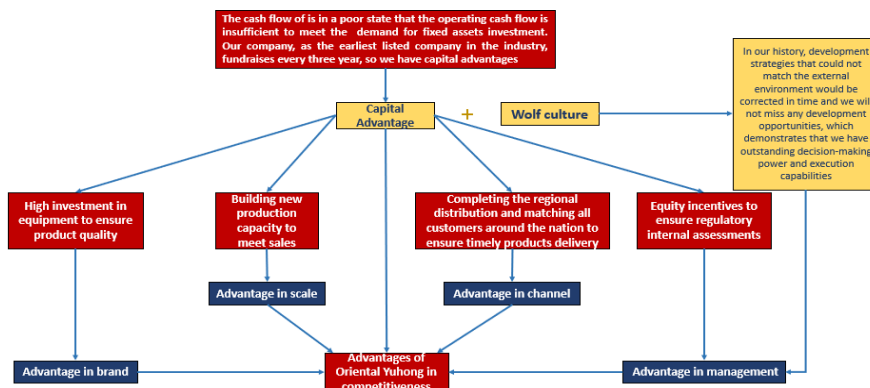 The cash flow of is in a poor state that the operating cash flow is
insufficient to meet the demand for fixed assets investment.
Our company, as the earliest listed company in the industry,
fundraises every three year, so we have capital advantages
Capital
Advantage
+
Wolf culture
In our history, development
strategies that could not
match the external
environment would be
corrected in time and we will
not miss any development
opportunities, which
demonstrates that we have
outstanding decision-making
power and execution
capabilities
High investment in
equipment to ensure
product quality
Building new
production
capacity to
meet sales
Completing the regional
distribution and matching all
customers around the nation to
ensure timely products delivery
Equity incentives to
ensure regulatory
internal assessments
Advantage in scale
Advantage in channel
Advantage in brand
Advantages of
Oriental Yuhong in
competitiveness
Advantage in management